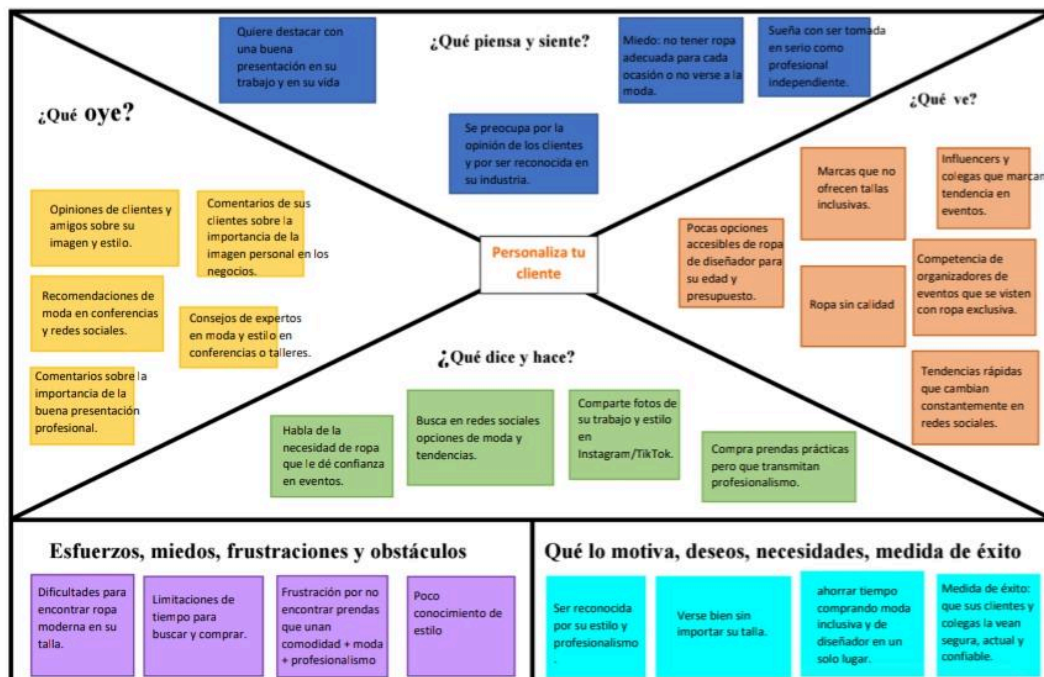 ¿Qué piensa y siente?
Quiere destacar con
una buena
presentación en su
trabajo y en su vida
Miedo: no tener ropa
adecuada para cada
ocasión o no verse a la
moda.
Sueña con ser tomada
en serio como
profesional
independiente.
Se preocupa por la
opinión de los clientes
y por ser reconocida en
su industria.
¿Qué oye?
Opiniones de clientes y
amigos sobre su
imagen y estilo.
Comentarios de sus
clientes sobre la
importancia de la
imagen personal en los
negocios.
Recomendaciones de
moda en conferencias
y redes sociales.
Consejos de expertos
en moda y estilo en
conferencias o talleres.
Comentarios sobre la
importancia de la
buena presentación
profesional.
Personaliza tu
cliente
¿Qué ve?
Marcas que no
ofrecen tallas
inclusivas.
Influencers y
colegas que marcan
tendencia en
eventos.
Pocas opciones
accesibles de ropa
de diseñador para
su edad y
presupuesto.
Ropa sin calidad
Competencia de
organizadores de
eventos que se visten
con ropa exclusiva.
Tendencias rápidas
que cambian
constantemente en
redes sociales.
¿Qué dice y hace?
Habla de la
necesidad de ropa
que le dé confianza
en eventos.
Busca en redes sociales
opciones de moda y
tendencias.
Comparte fotos de
su trabajo y estilo
en
Instagram/TikTok.
Compra prendas prácticas
pero que transmitan
profesionalismo.
Esfuerzos, miedos, frustraciones y obstáculos
Dificultades para
encontrar ropa
moderna en su
talla.
Limitaciones de
tiempo para
buscar y comprar.
Frustración por no
encontrar prendas
que unan
comodidad + moda
+ profesionalismo
Poco
conocimiento de
estilo
Qué lo motiva, deseos, necesidades, medida de éxito
Ser reconocida
por su estilo y
profesionalismo
.
Verse bien sin
importar su talla.
ahorrar tiempo
comprando moda
inclusiva y de
diseñador en un
solo lugar.
Medida de éxito:
que sus clientes y
colegas la vean
segura, actual y
confiable.